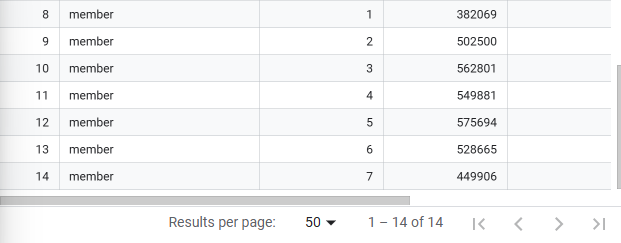 8 member 1 382069
9 member 2 502500
10 member 3 562801
11 member 4 549881
12 member 5 575694
13 member 6 528665
14 member 7 449906
Results per page: 50 1 – 14 of 14